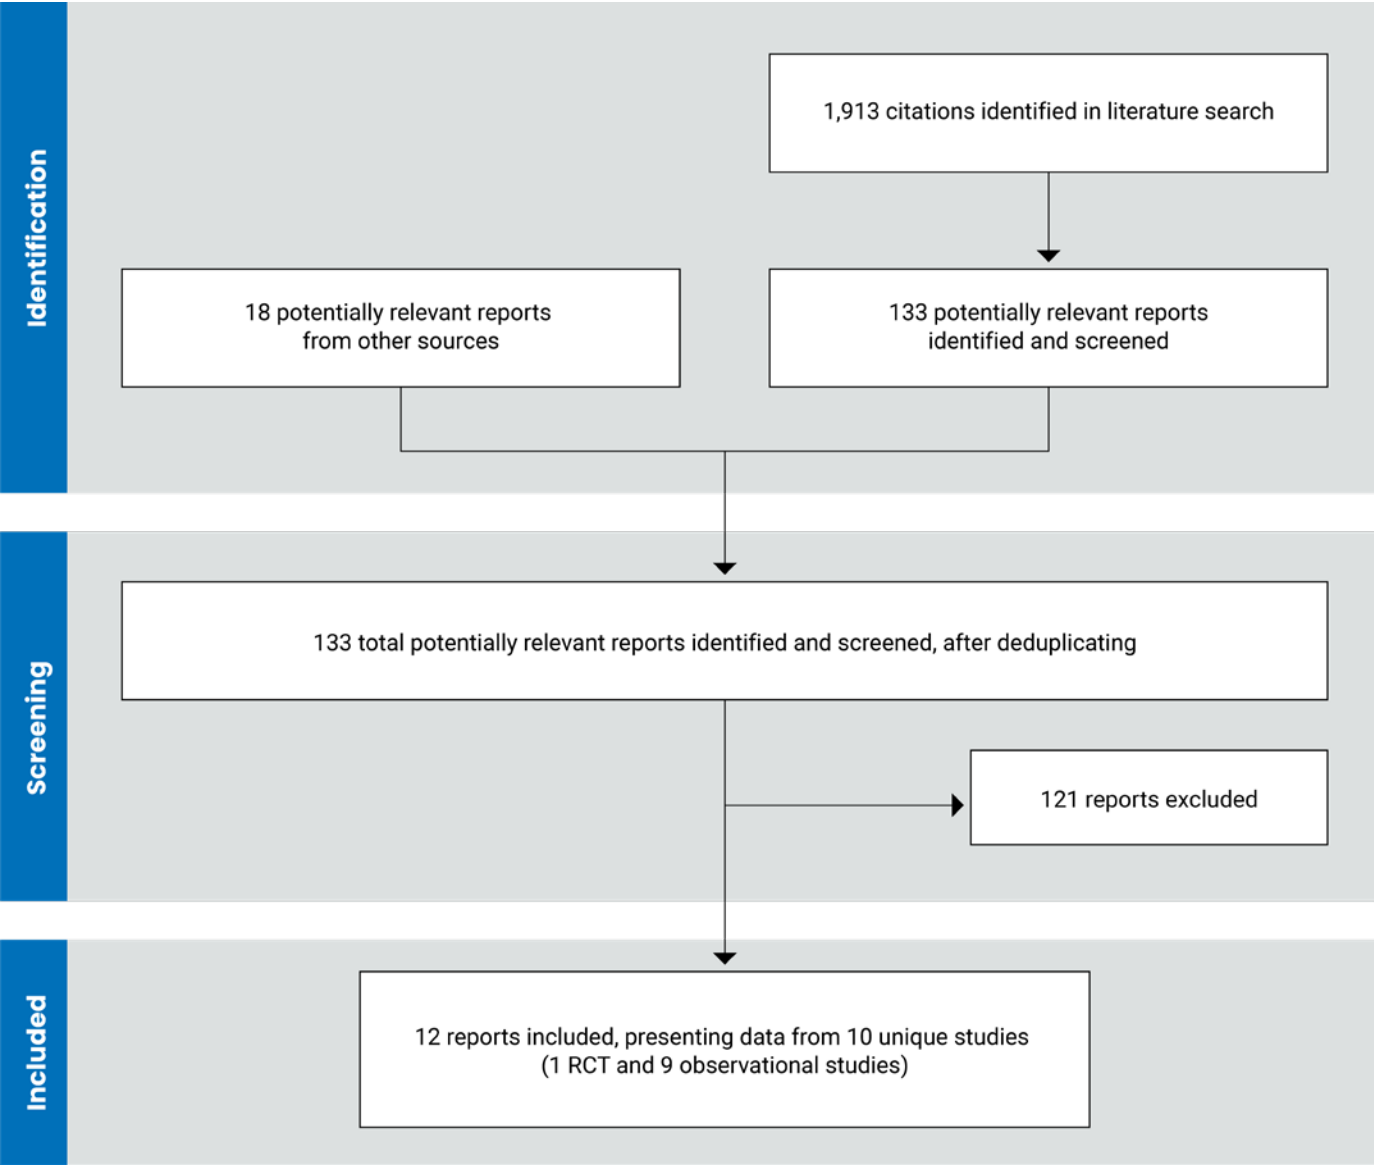 Identification
1,913 citations identified in literature search
18 potentially relevant reports
from other sources
133 potentially relevant reports
identified and screened
Screening
133 total potentially relevant reports identified and screened, after deduplicating
121 reports excluded
Included
12 reports included, presenting data from 10 unique studies
(1 RCT and 9 observational studies)